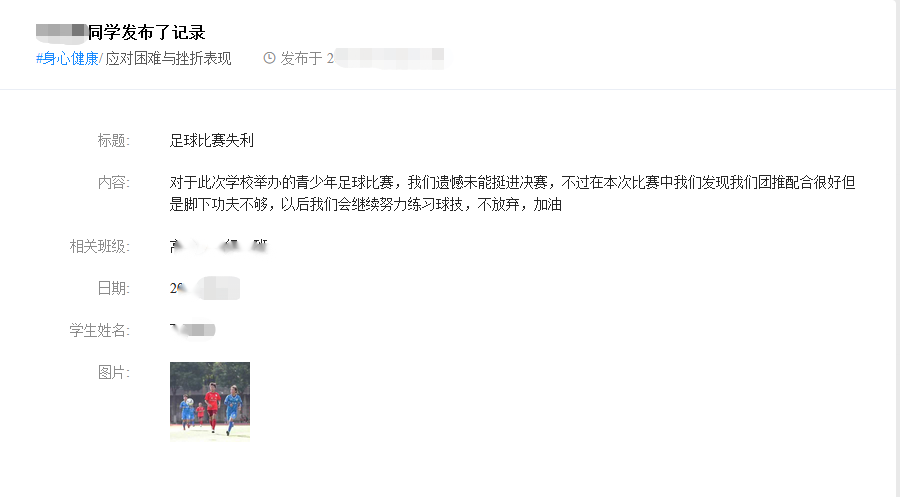 同学发布了记录
#身心健康/ 应对困难与挫折表现 发布于 2
标题: 足球比赛失利
内容: 对于此次学校举办的青少年足球比赛，我们遗憾未能挺进决赛，不过在本次比赛中我们发现我们团推配合很好但
是脚下功夫不够，以后我们会继续努力练习球技，不放弃，加油
相关班级:
日期: 2
学生姓名:
图片: